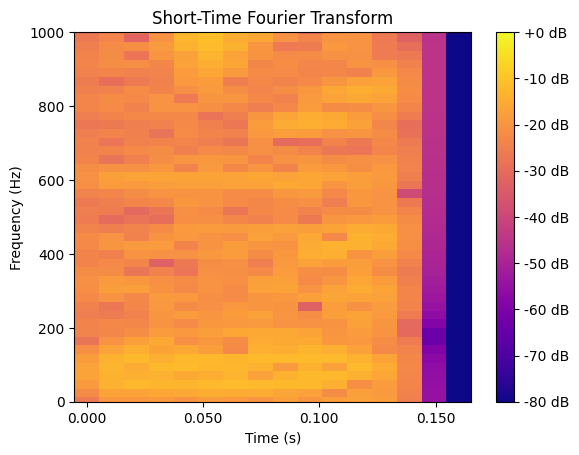 Short-Time Fourier Transform
1000
800
600
400
200
0
Frequency (Hz)
0.000
0.050
0.100
0.150
Time (s)
+0 dB
-10 dB
-20 dB
-30 dB
-40 dB
-50 dB
-60 dB
-70 dB
-80 dB